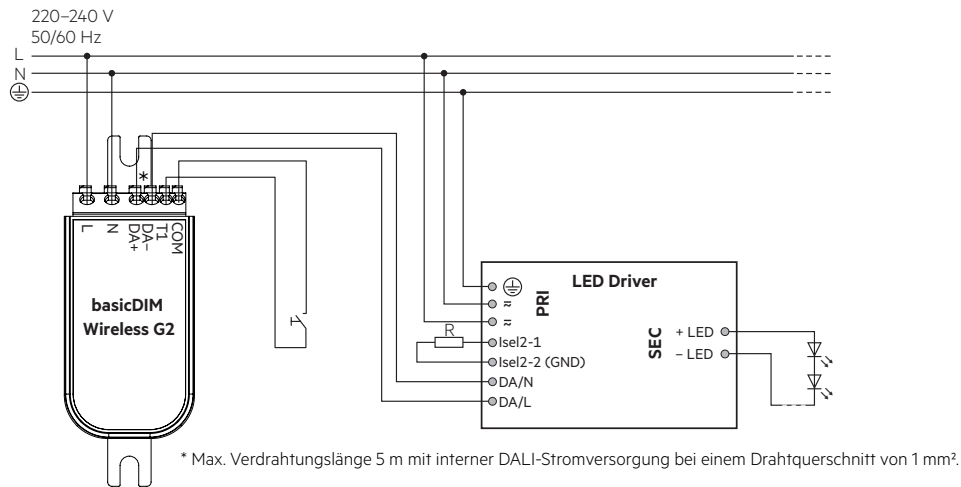 220–240 V
50/60 Hz
L
N
*
L
N
DA+
DA–
T1
COM
basicDIM
Wireless G2
LED Driver
PRI
≂
≂
R
Isel2-1
Isel2-2 (GND)
DA/N
DA/L
SEC
+ LED
– LED
* Max. Verdrahtungslänge 5 m mit interner DALI-Stromversorgung bei einem Drahtquerschnitt von 1 mm².